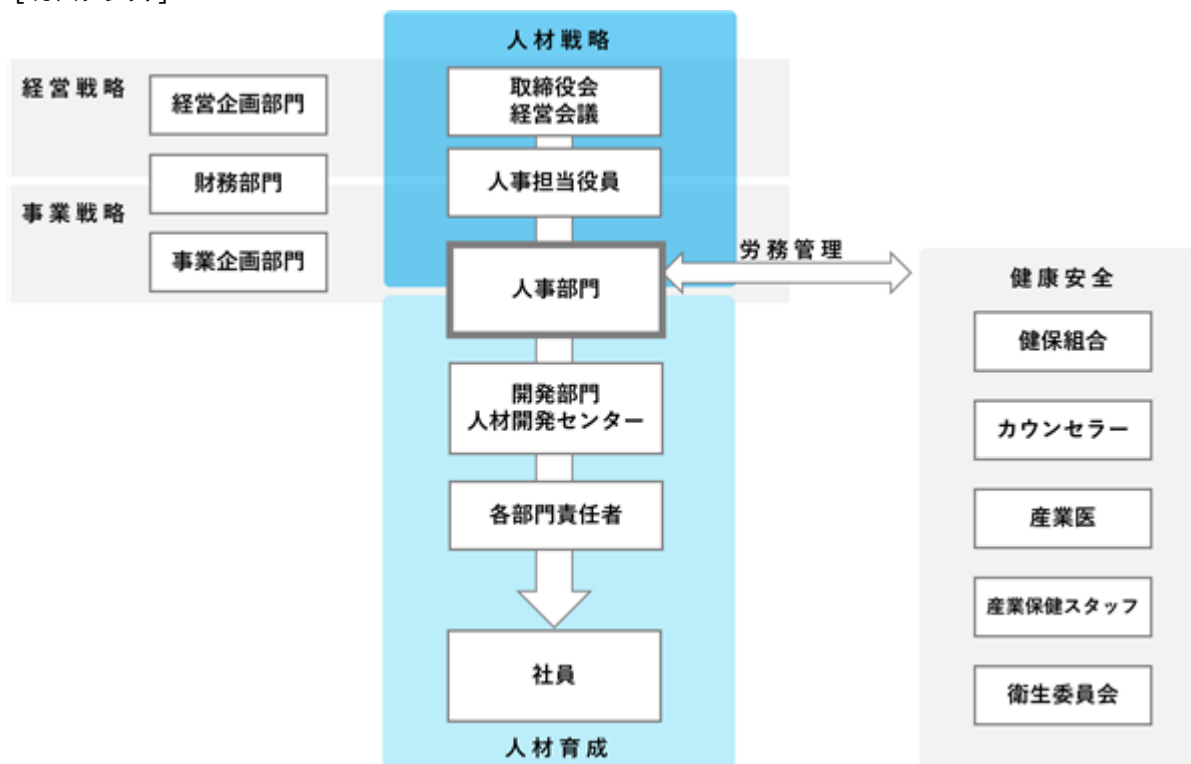 人材戦略
経営戦略
経営企画部門
取締役会
経営会議
財務部門
人事担当役員
事業戦略
事業企画部門
人事部門
労務管理
健康安全
健保組合
開発部門
人材開発センター
カウンセラー
各部門責任者
産業医
産業保健スタッフ
社員
衛生委員会
人材育成